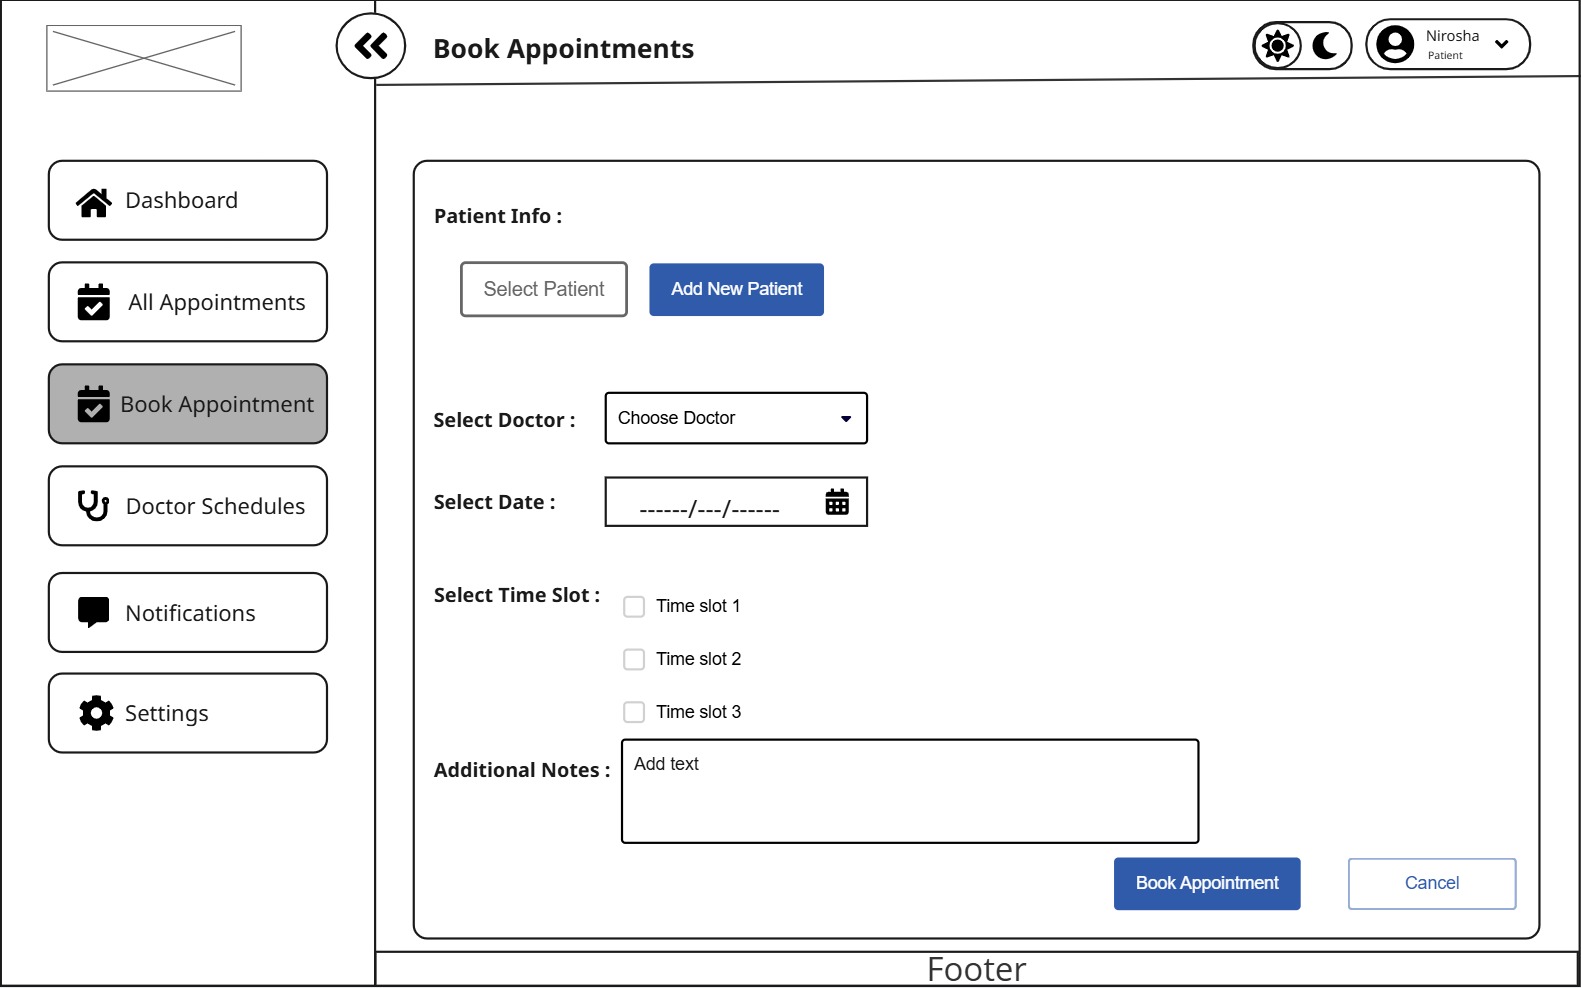 Book Appointments
Nirosha
Patient
Dashboard
All Appointments
Book Appointment
Doctor Schedules
Notifications
Settings
Patient Info :
Select Patient
Add New Patient
Select Doctor :
Choose Doctor
Select Date :
------/---/------
Select Time Slot :
Time slot 1
Time slot 2
Time slot 3
Additional Notes :
Add text
Book Appointment
Cancel
Footer